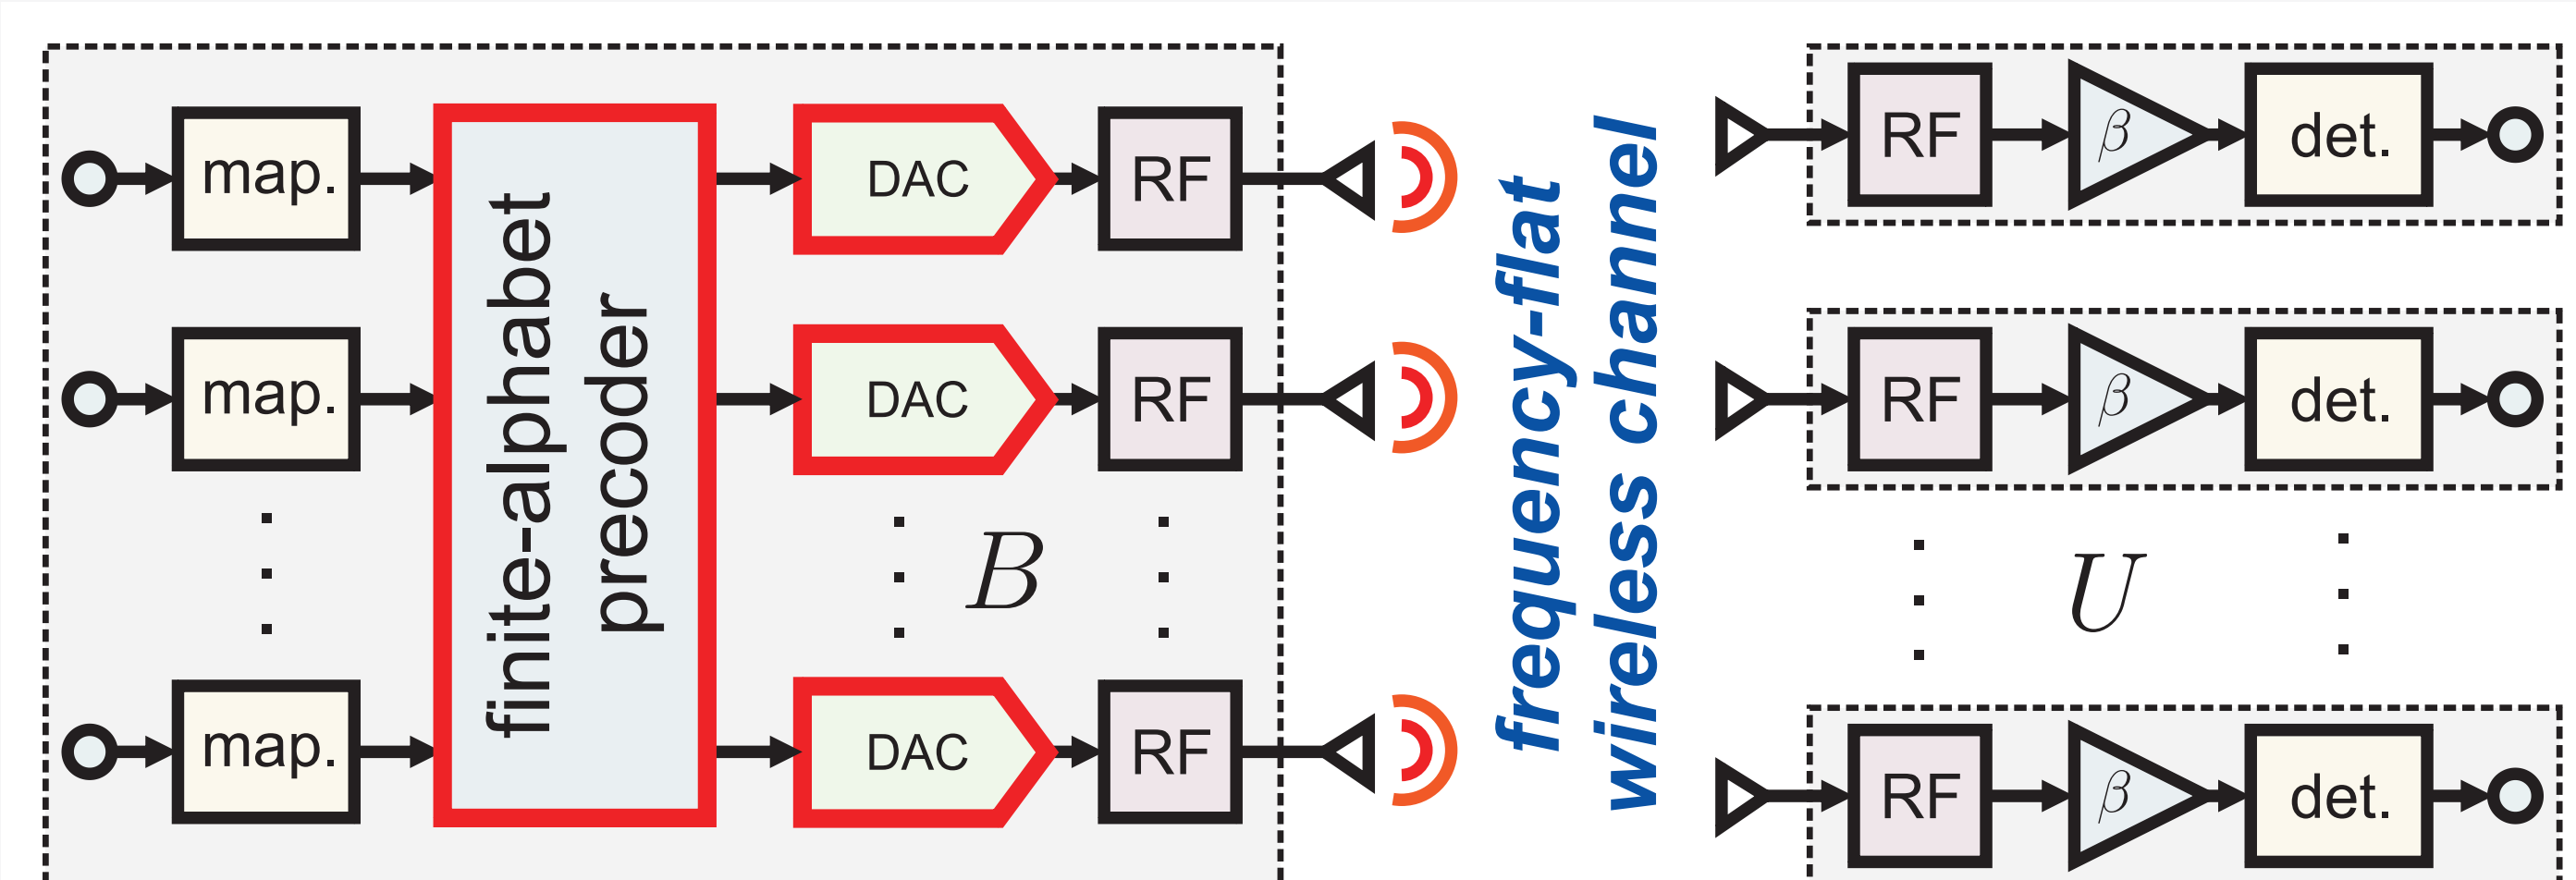 map.
DAC
RF
RF
β
det.
map.
DAC
RF
RF
β
det.
finite-alphabet
precoder
B
frequency-flat
wireless channel
U
map.
DAC
RF
RF
β
det.